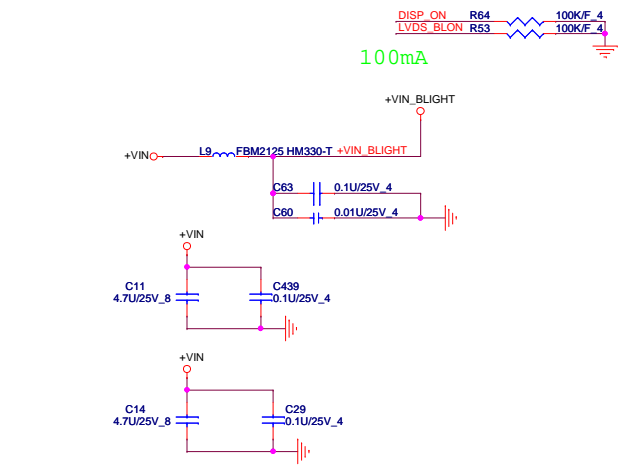 DISP_ON R64 100K/F_4
LVDS_BLON R53 100K/F_4
100mA
+VIN_BLIGHT
+VIN L9 FBM2125 HM330-T +VIN_BLIGHT
C63 0.1U/25V_4
C60 0.01U/25V_4
+VIN
C11 C439
4.7U/25V_8 0.1U/25V_4
+VIN
C14 C29
4.7U/25V_8 0.1U/25V_4